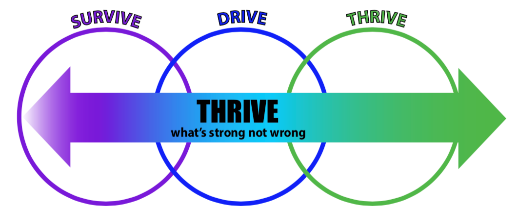 SURVIVE
DRIVE
THRIVE
THRIVE
what's strong not wrong